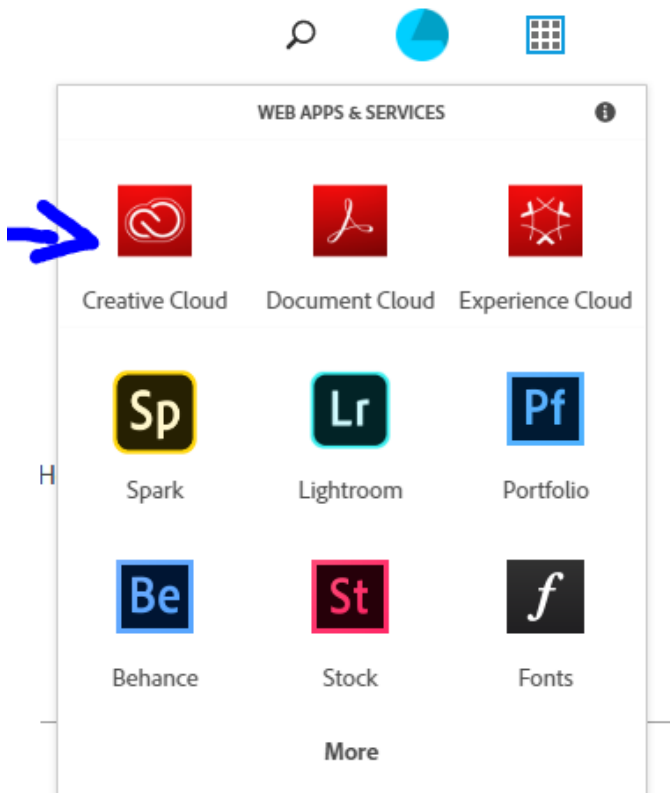 WEB APPS & SERVICES
Creative Cloud Document Cloud Experience Cloud
Sp Lr Pf
H
Spark Lightroom Portfolio
Be St f
Behance Stock Fonts
More